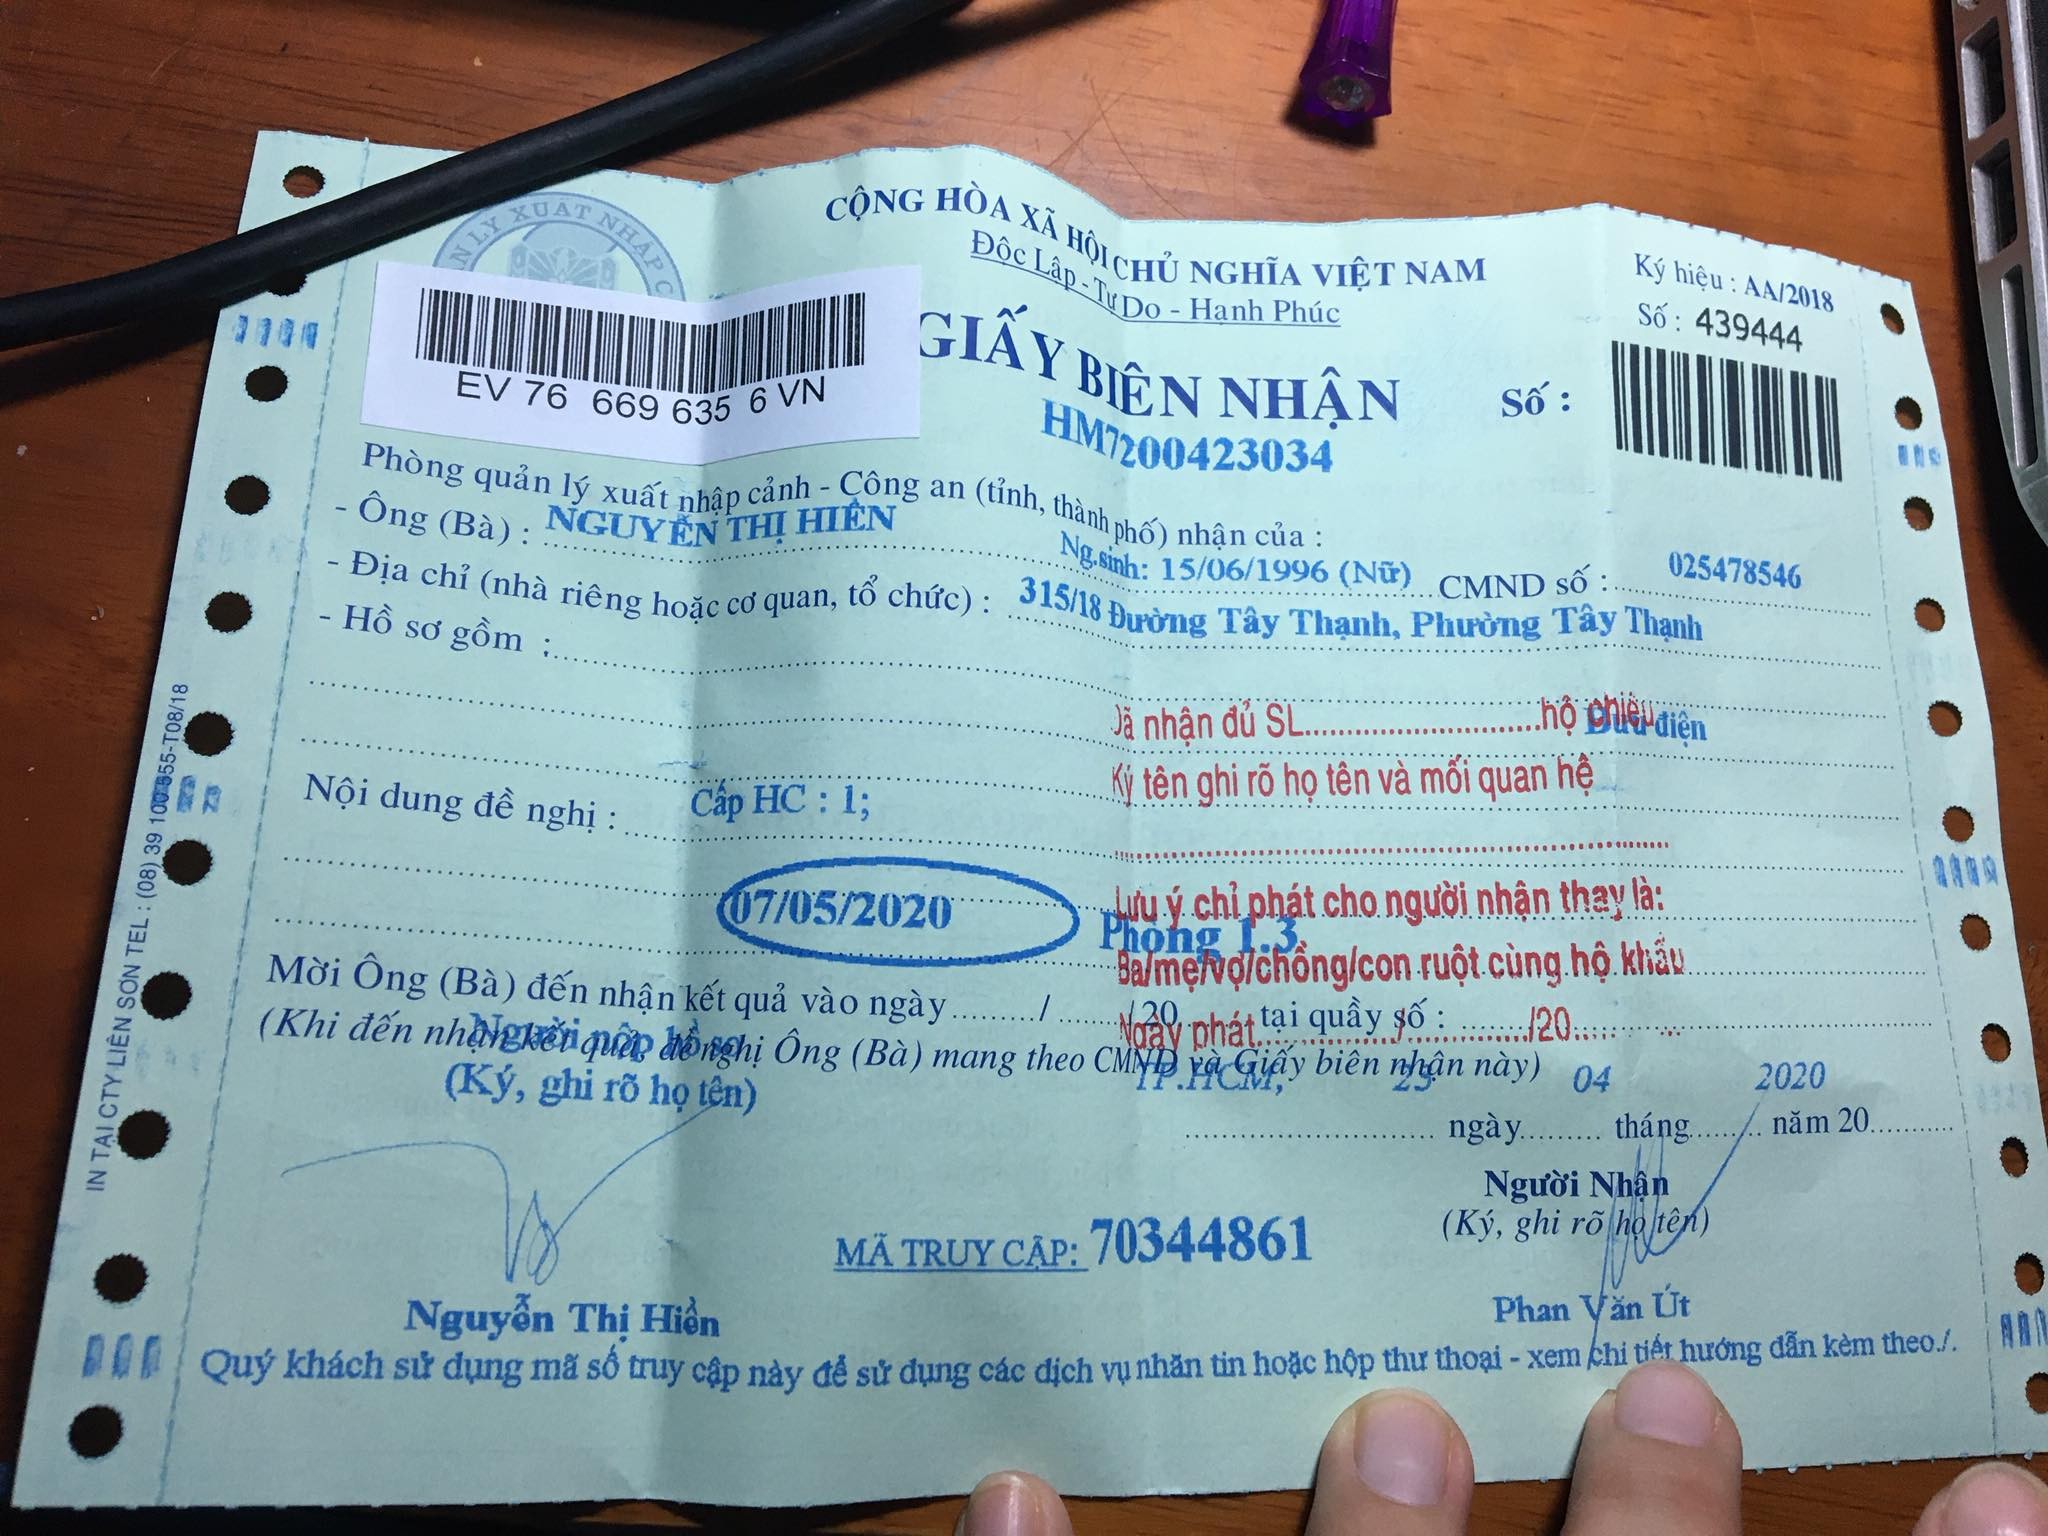 LÝ XUẤT NHẬP C
CỘNG HÒA XÃ HỘI CHỦ NGHĨA VIỆT NAM
Độc Lập - Tự Do - Hạnh Phúc
Ký hiệu : AA/2018
Số : 439444
EV 76 669 635 6 VN
GIẤY BIÊN NHẬN
Số :
HM7200423034
Phòng quản lý xuất nhập cảnh - Công an (tỉnh, thành phố) nhận của :
- Ông (Bà) : NGUYỄN THỊ HIỀN Ng.sinh: 15/06/1996 (Nữ) CMND số : 025478546
- Địa chỉ (nhà riêng hoặc cơ quan, tổ chức) : 315/18 Đường Tây Thạnh, Phường Tây Thạnh
- Hồ sơ gồm :
Đã nhận đủ SL..............................hộ chiếu
Bưu điện
Ký tên ghi rõ họ tên và mối quan hệ
Nội dung đề nghị : Cấp HC : 1;
Lưu ý chỉ phát cho người nhận thay là:
07/05/2020 Phòng 1.3
Ba/mẹ/vợ/chồng/con ruột cùng hộ khẩu
Mời Ông (Bà) đến nhận kết quả vào ngày ........./ ......../20 tại quầy số :
Ngày phát................/............../20.....
(Khi đến nhận kết quả, đề nghị Ông (Bà) mang theo CMND và Giấy biên nhận này)
Người nộp hồ sơ
(Ký, ghi rõ họ tên)
TP.HCM, 23 04 2020
ngày......... tháng........ năm 20..........
Người Nhận
(Ký, ghi rõ họ tên)
MÃ TRUY CẬP: 70344861
Nguyễn Thị Hiền
Phan Văn Út
Quý khách sử dụng mã số truy cập này để sử dụng các dịch vụ nhắn tin hoặc hộp thư thoại - xem chi tiết hướng dẫn kèm theo./.
IN TẠI CTY LIÊN SƠN TEL : (08) 39 100 555-T08/18